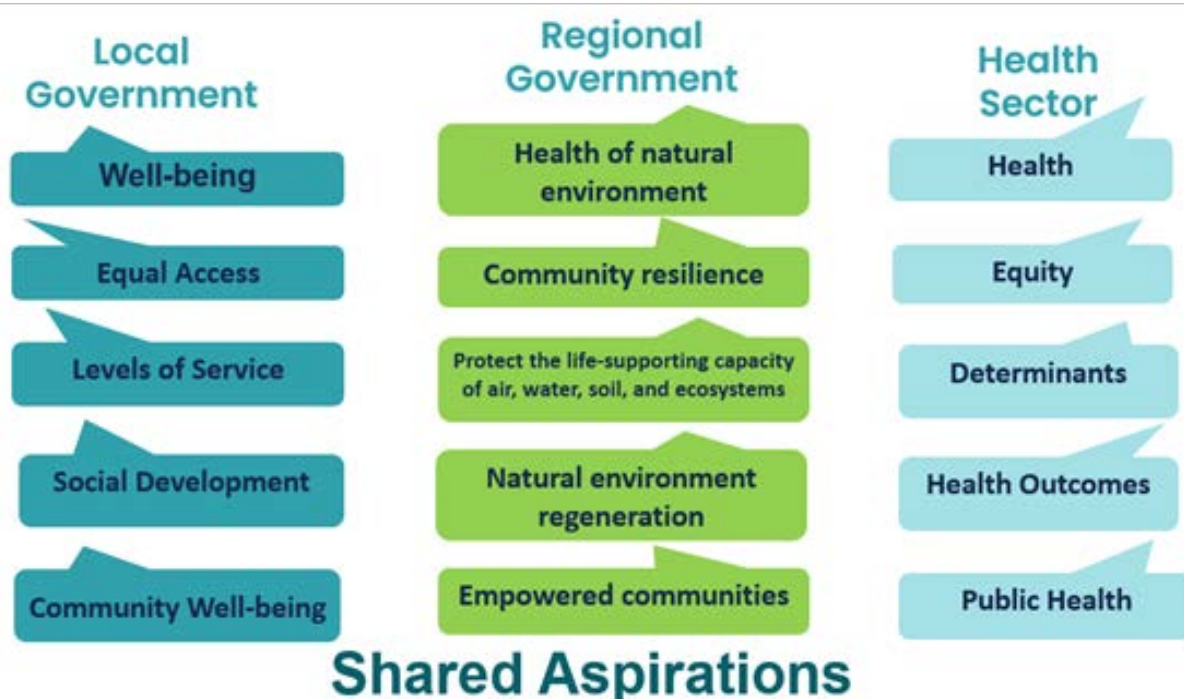 Local
Government
Well-being
Equal Access
Levels of Service
Social Development
Community Well-being
Regional
Government
Health of natural
environment
Community resilience
Protect the life-supporting capacity
of air, water, soil, and ecosystems
Natural environment
regeneration
Empowered communities
Health
Sector
Health
Equity
Determinants
Health Outcomes
Public Health
Shared Aspirations